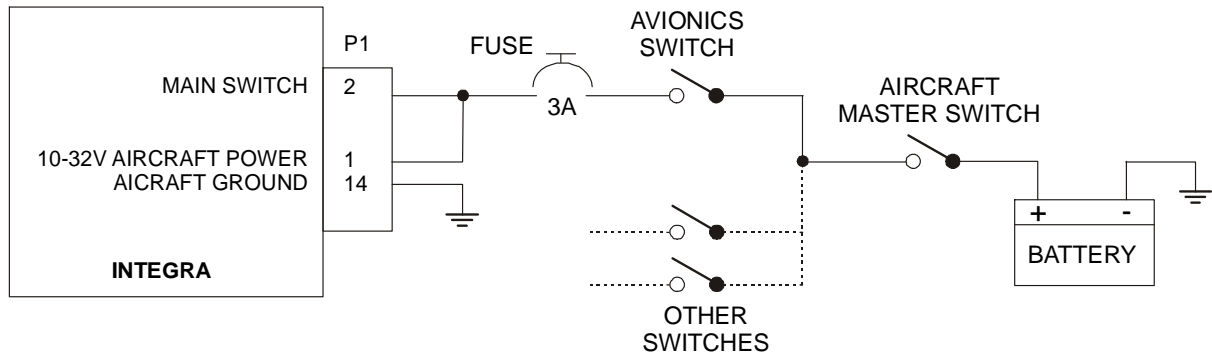 AVIONICS
SWITCH
FUSE
P1
MAIN SWITCH
2
3A
AIRCRAFT
MASTER SWITCH
10-32V AIRCRAFT POWER
1
AICRAFT GROUND
14
+
-
BATTERY
INTEGRA
OTHER
SWITCHES